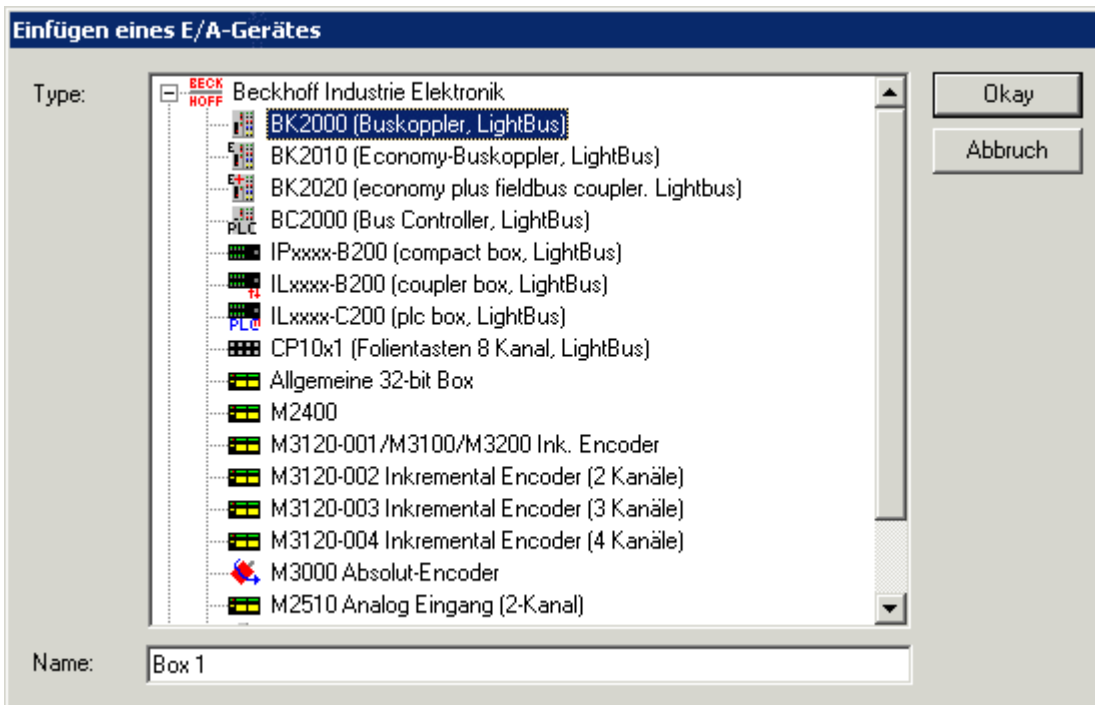 Einfügen eines E/A-Gerätes
Type:
BECK
HOFF
Beckhoff Industrie Elektronik
BK2000 (Buskoppler, LightBus)
E
BK2010 (Economy-Buskoppler, LightBus)
E+
BK2020 (economy plus fieldbus coupler. Lightbus)
PLC
BC2000 (Bus Controller, LightBus)
IPxxxx-B200 (compact box, LightBus)
ILxxxx-B200 (coupler box, LightBus)
PLC
ILxxxx-C200 (plc box, LightBus)
CP10x1 (Folientasten 8 Kanal, LightBus)
Allgemeine 32-bit Box
M2400
M3120-001/M3100/M3200 Ink. Encoder
M3120-002 Inkremental Encoder (2 Kanäle)
M3120-003 Inkremental Encoder (3 Kanäle)
M3120-004 Inkremental Encoder (4 Kanäle)
M3000 Absolut-Encoder
M2510 Analog Eingang (2-Kanal)
Okay
Abbruch
Name:
Box 1